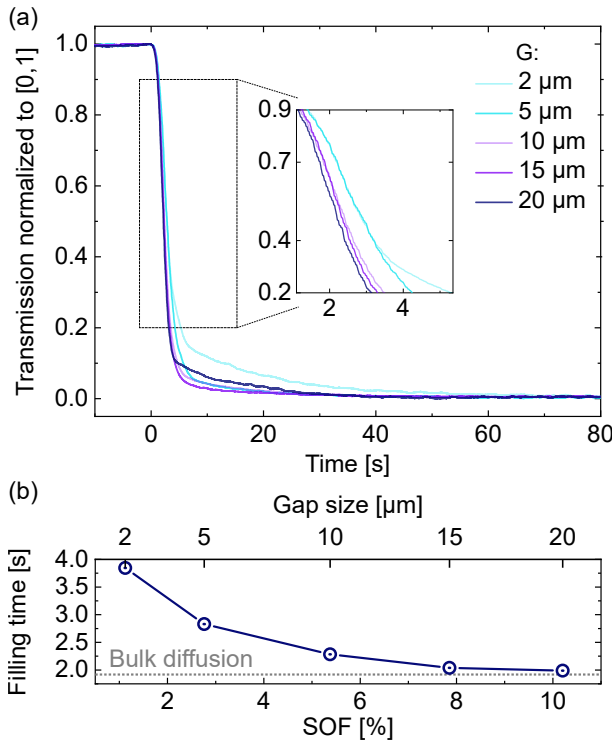 (a)
Transmission normalized to [0,1]
1.0
0.8
0.6
0.4
0.2
0.0
0
20
40
60
80
Time [s]
G:
2 µm
5 µm
10 µm
15 µm
20 µm
0.9
0.7
0.4
0.2
2
4
(b)
Gap size [µm]
2
5
10
15
20
Filling time [s]
4.0
3.5
3.0
2.5
2.0
Bulk diffusion
2
4
6
8
10
SOF [%]